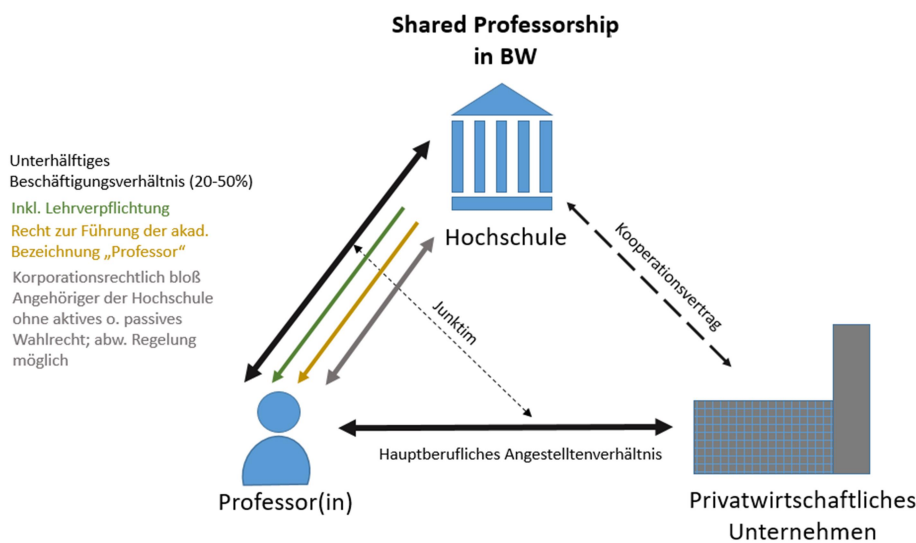 Shared Professorship
in BW
Unterhälftiges
Beschäftigungsverhältnis (20-50%)
Inkl. Lehrverpflichtung
Recht zur Führung der akad.
Bezeichnung „Professor“
Korporationsrechtlich bloß
Angehöriger der Hochschule
ohne aktives o. passives
Wahlrecht; abw. Regelung
möglich
Hochschule
Kooperationsvertrag
Junktim
Hauptberufliches Angestelltenverhältnis
Professor(in)
Privatwirtschaftliches
Unternehmen